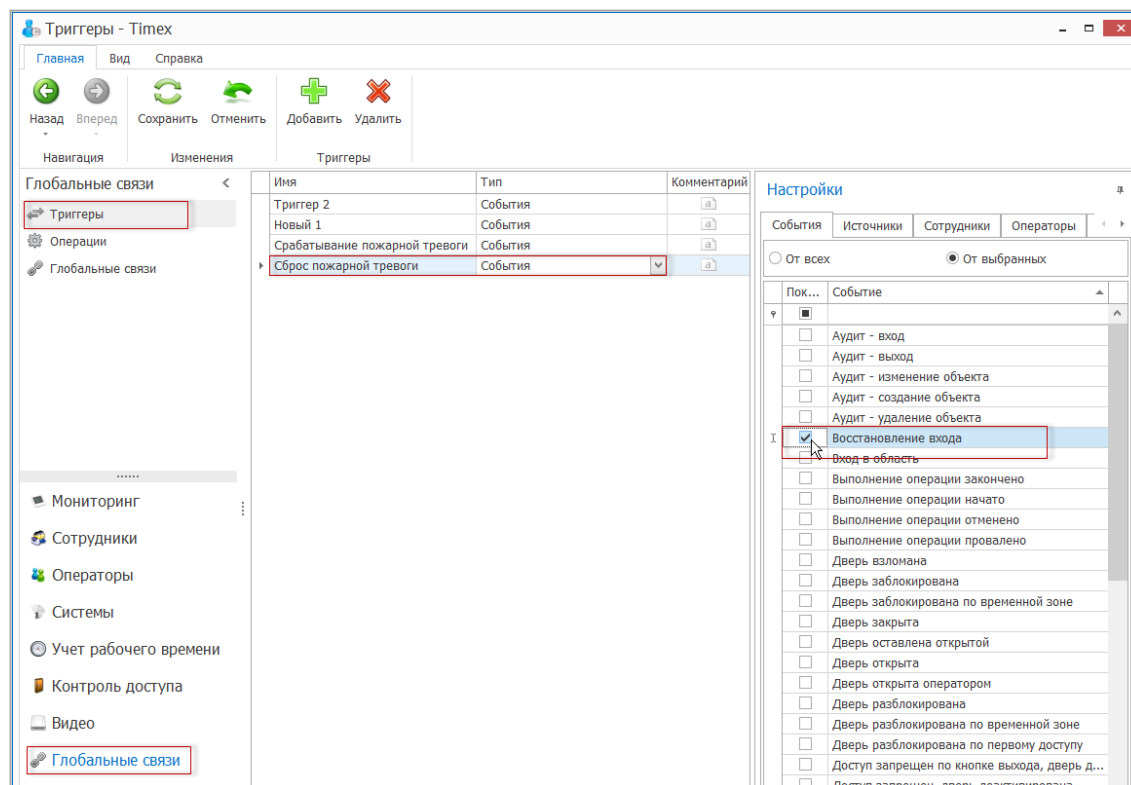 Триггеры - Timex
Главная Вид Справка
Назад Вперед Сохранить Отменить Добавить Удалить
Навигация Изменения Триггеры
Глобальные связи
Триггеры
Операции
Глобальные связи
Мониторинг
Сотрудники
Операторы
Системы
Учет рабочего времени
Контроль доступа
Видео
Глобальные связи
Имя Тип Комментарий
Триггер 2 События a
Новый 1 События a
Срабатывание пожарной тревоги События a
Сброс пожарной тревоги События a
Настройки
События Источники Сотрудники Операторы
От всех От выбранных
Пок... Событие
Аудит - вход
Аудит - выход
Аудит - изменение объекта
Аудит - создание объекта
Аудит - удаление объекта
Восстановление входа
Вход в область
Выполнение операции закончено
Выполнение операции начато
Выполнение операции отменено
Выполнение операции провалено
Дверь взломана
Дверь заблокирована
Дверь заблокирована по временной зоне
Дверь закрыта
Дверь оставлена открытой
Дверь открыта
Дверь открыта оператором
Дверь разблокирована
Дверь разблокирована по временной зоне
Дверь разблокирована по первому доступу
Доступ запрещен по кнопке выхода, дверь д...
Доступ запрещен, дверь деактивирована